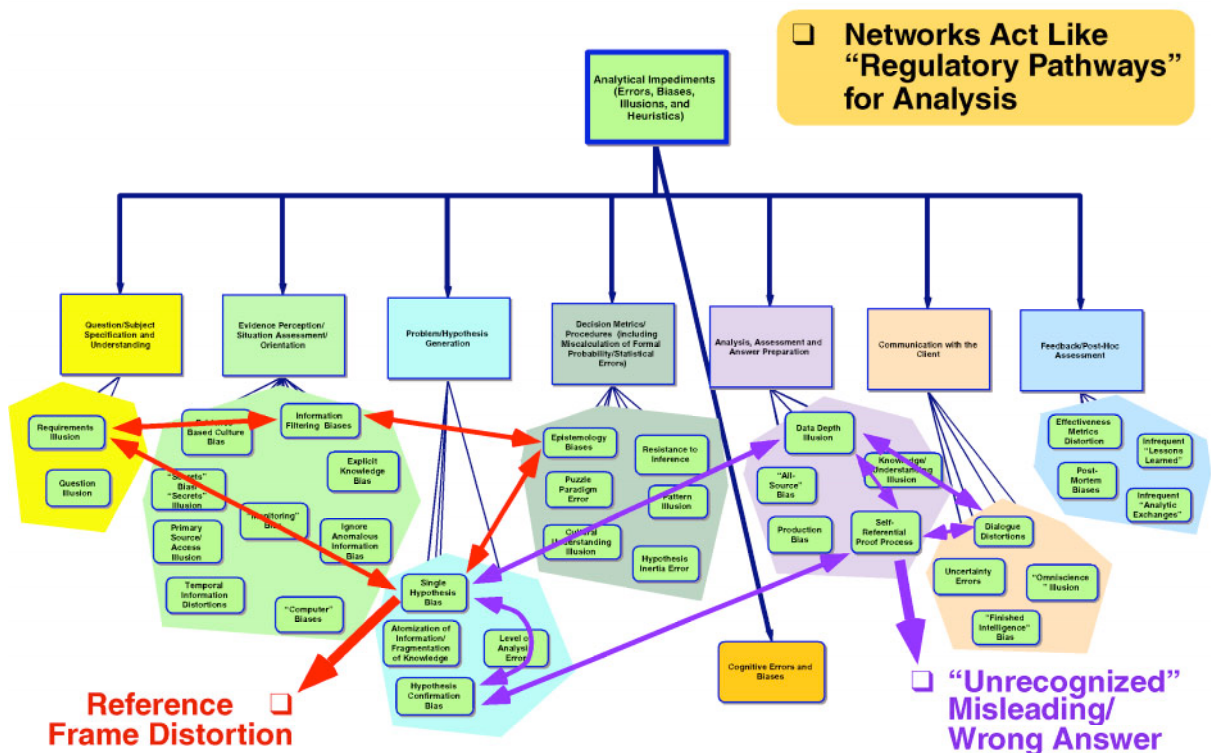 ❑ Networks Act Like
“Regulatory Pathways”
for Analysis
Analytical Impediments
(Errors, Biases,
Illusions, and
Heuristics)
Question/Subject
Specification and
Understanding
Evidence Perception/
Situation Assessment/
Orientation
Problem/Hypothesis
Generation
Decision Metrics/
Procedures (Including
Miscalculation of Formal
Probability/Statistical
Errors)
Analysis, Assessment and
Answer Preparation
Communication with the
Client
Feedback/Post-Hoc
Assessment
Requirements
Illusion
Question
Illusion
Based Culture
Bias
Information
Filtering Biases
Explicit
Knowledge
Bias
“Secrets”
Bias/
“Secrets”
Illusion
“Monitoring”
Bias
Primary
Source/
Access
Illusion
Ignore
Anomalous
Information
Bias
Temporal
Information
Distortions
“Computer”
Biases
Single
Hypothesis
Bias
Atomization of
Information/
Fragmentation
of Knowledge
Level of
Analysis
Error
Hypothesis
Confirmation
Bias
Epistemology
Biases
Resistance to
Inference
Puzzle
Paradigm
Error
Pattern
Illusion
Cultural
Understanding
Illusion
Hypothesis
Inertia Error
Data Depth
Illusion
“All-
Source” Bias
Knowledge/
Understanding
Illusion
Production
Bias
Self-
Referential
Proof Process
Dialogue
Distortions
Uncertainty
Errors
“Omniscience”
Illusion
“Finished
Intelligence”
Bias
Effectiveness
Metrics
Distortion
Infrequent
“Lessons
Learned”
Post-
Mortem
Biases
Infrequent
“Analytic
Exchanges”
Cognitive Errors and
Biases
Reference ❑
Frame Distortion
❑ “Unrecognized”
Misleading/
Wrong Answer